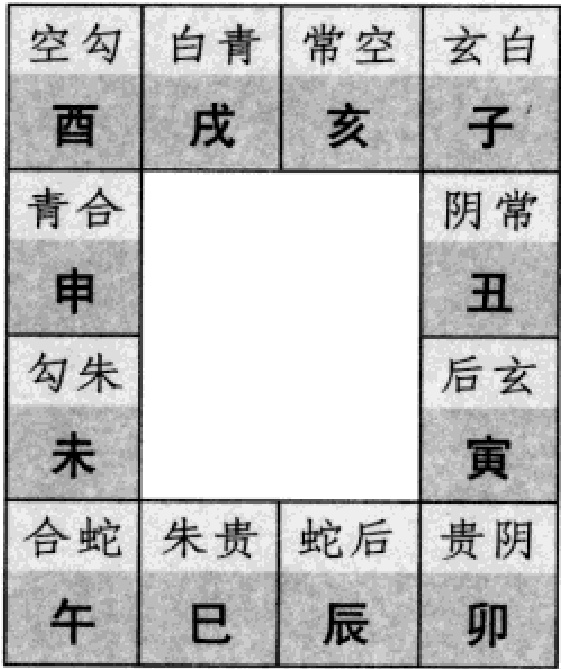 空勾 白青 常空 玄白
酉 戌 亥 子
青合 阴常
申 丑
勾朱 后玄
未 寅
合蛇 朱贵 蛇后 贵阴
午 巳 辰 卯